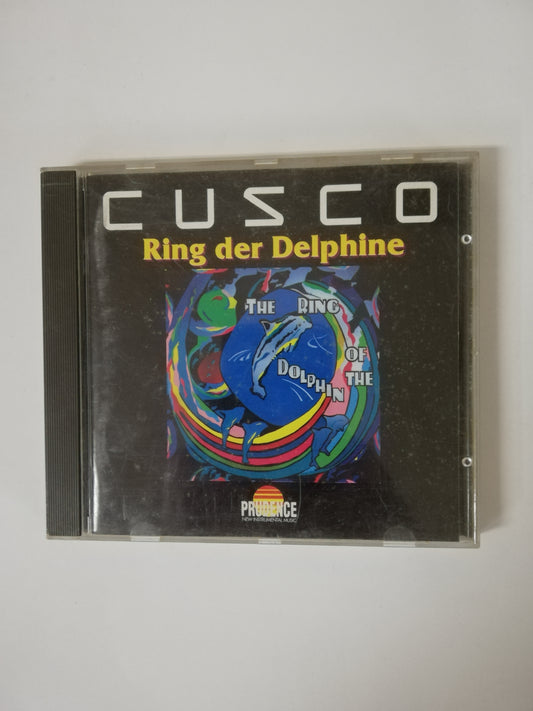 CUSCO
Ring der Delphine
THE RING
OF THE
DOLPHIN
PRUDENCE
NEW INSTRUMENTAL MUSIC